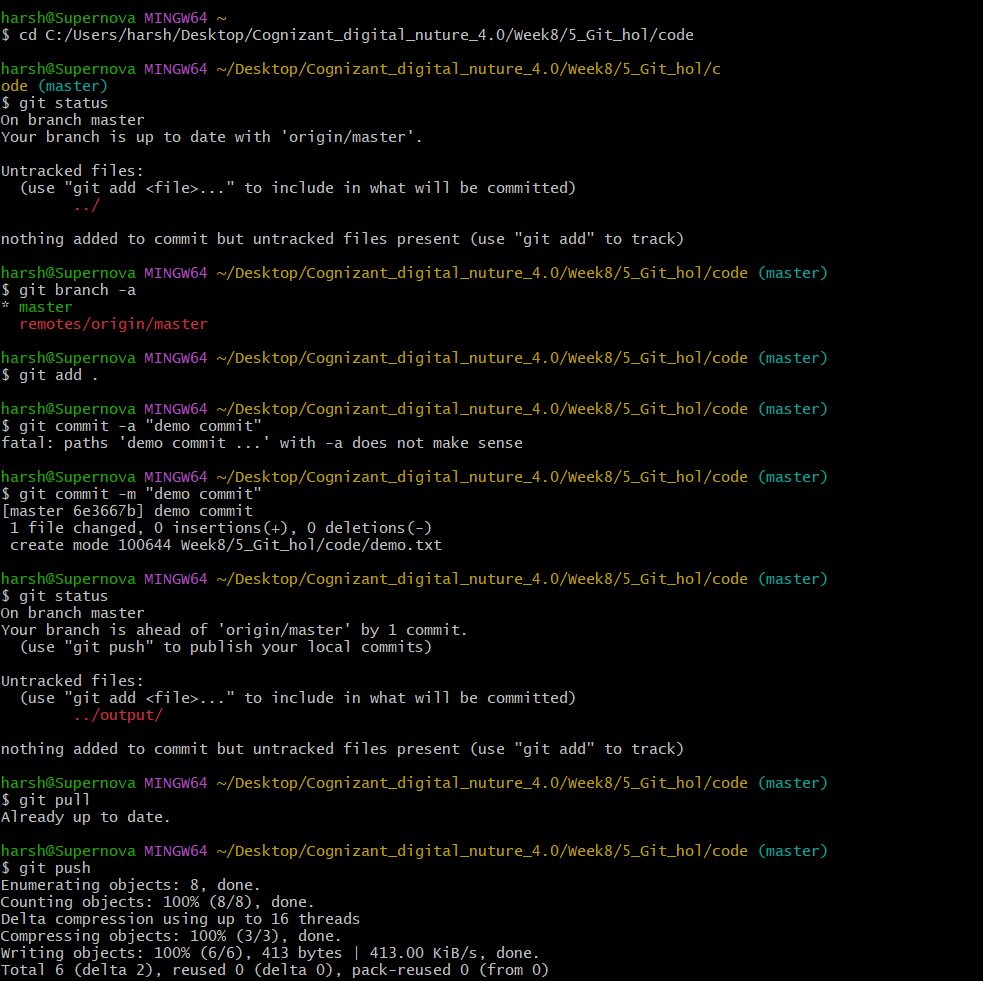 harsh@Supernova MINGW64 ~
$ cd C:/Users/harsh/Desktop/Cognizant_digital_nuture_4.0/Week8/5_Git_hol/code

harsh@Supernova MINGW64 ~/Desktop/Cognizant_digital_nuture_4.0/Week8/5_Git_hol/c
ode (master)
$ git status
On branch master
Your branch is up to date with 'origin/master'.

Untracked files:
  (use "git add <file>..." to include in what will be committed)
        ../

nothing added to commit but untracked files present (use "git add" to track)

harsh@Supernova MINGW64 ~/Desktop/Cognizant_digital_nuture_4.0/Week8/5_Git_hol/code (master)
$ git branch -a
* master
  remotes/origin/master

harsh@Supernova MINGW64 ~/Desktop/Cognizant_digital_nuture_4.0/Week8/5_Git_hol/code (master)
$ git add .

harsh@Supernova MINGW64 ~/Desktop/Cognizant_digital_nuture_4.0/Week8/5_Git_hol/code (master)
$ git commit -a "demo commit"
fatal: paths 'demo commit ...' with -a does not make sense

harsh@Supernova MINGW64 ~/Desktop/Cognizant_digital_nuture_4.0/Week8/5_Git_hol/code (master)
$ git commit -m "demo commit"
[master 6e3667b] demo commit
 1 file changed, 0 insertions(+), 0 deletions(-)
 create mode 100644 Week8/5_Git_hol/code/demo.txt

harsh@Supernova MINGW64 ~/Desktop/Cognizant_digital_nuture_4.0/Week8/5_Git_hol/code (master)
$ git status
On branch master
Your branch is ahead of 'origin/master' by 1 commit.
  (use "git push" to publish your local commits)

Untracked files:
  (use "git add <file>..." to include in what will be committed)
        ../output/

nothing added to commit but untracked files present (use "git add" to track)

harsh@Supernova MINGW64 ~/Desktop/Cognizant_digital_nuture_4.0/Week8/5_Git_hol/code (master)
$ git pull
Already up to date.

harsh@Supernova MINGW64 ~/Desktop/Cognizant_digital_nuture_4.0/Week8/5_Git_hol/code (master)
$ git push
Enumerating objects: 8, done.
Counting objects: 100% (8/8), done.
Delta compression using up to 16 threads
Compressing objects: 100% (3/3), done.
Writing objects: 100% (6/6), 413 bytes | 413.00 KiB/s, done.
Total 6 (delta 2), reused 0 (delta 0), pack-reused 0 (from 0)